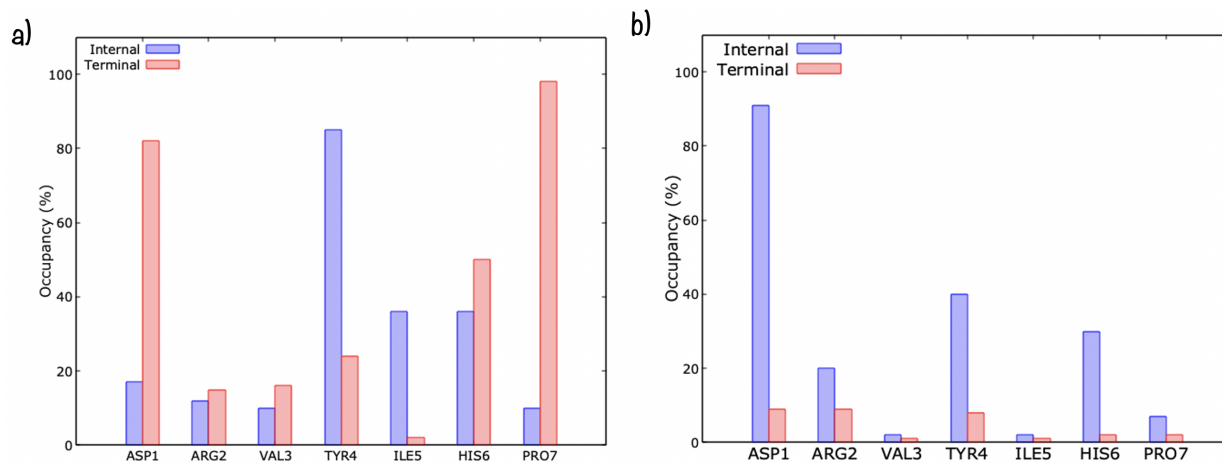 a)
Internal
Terminal
100
80
60
40
20
0
Occupancy (%)
ASP1 ARG2 VAL3 TYR4 ILE5 HIS6 PRO7
b)
Internal
Terminal
100
80
60
40
20
0
Occupancy (%)
ASP1 ARG2 VAL3 TYR4 ILE5 HIS6 PRO7